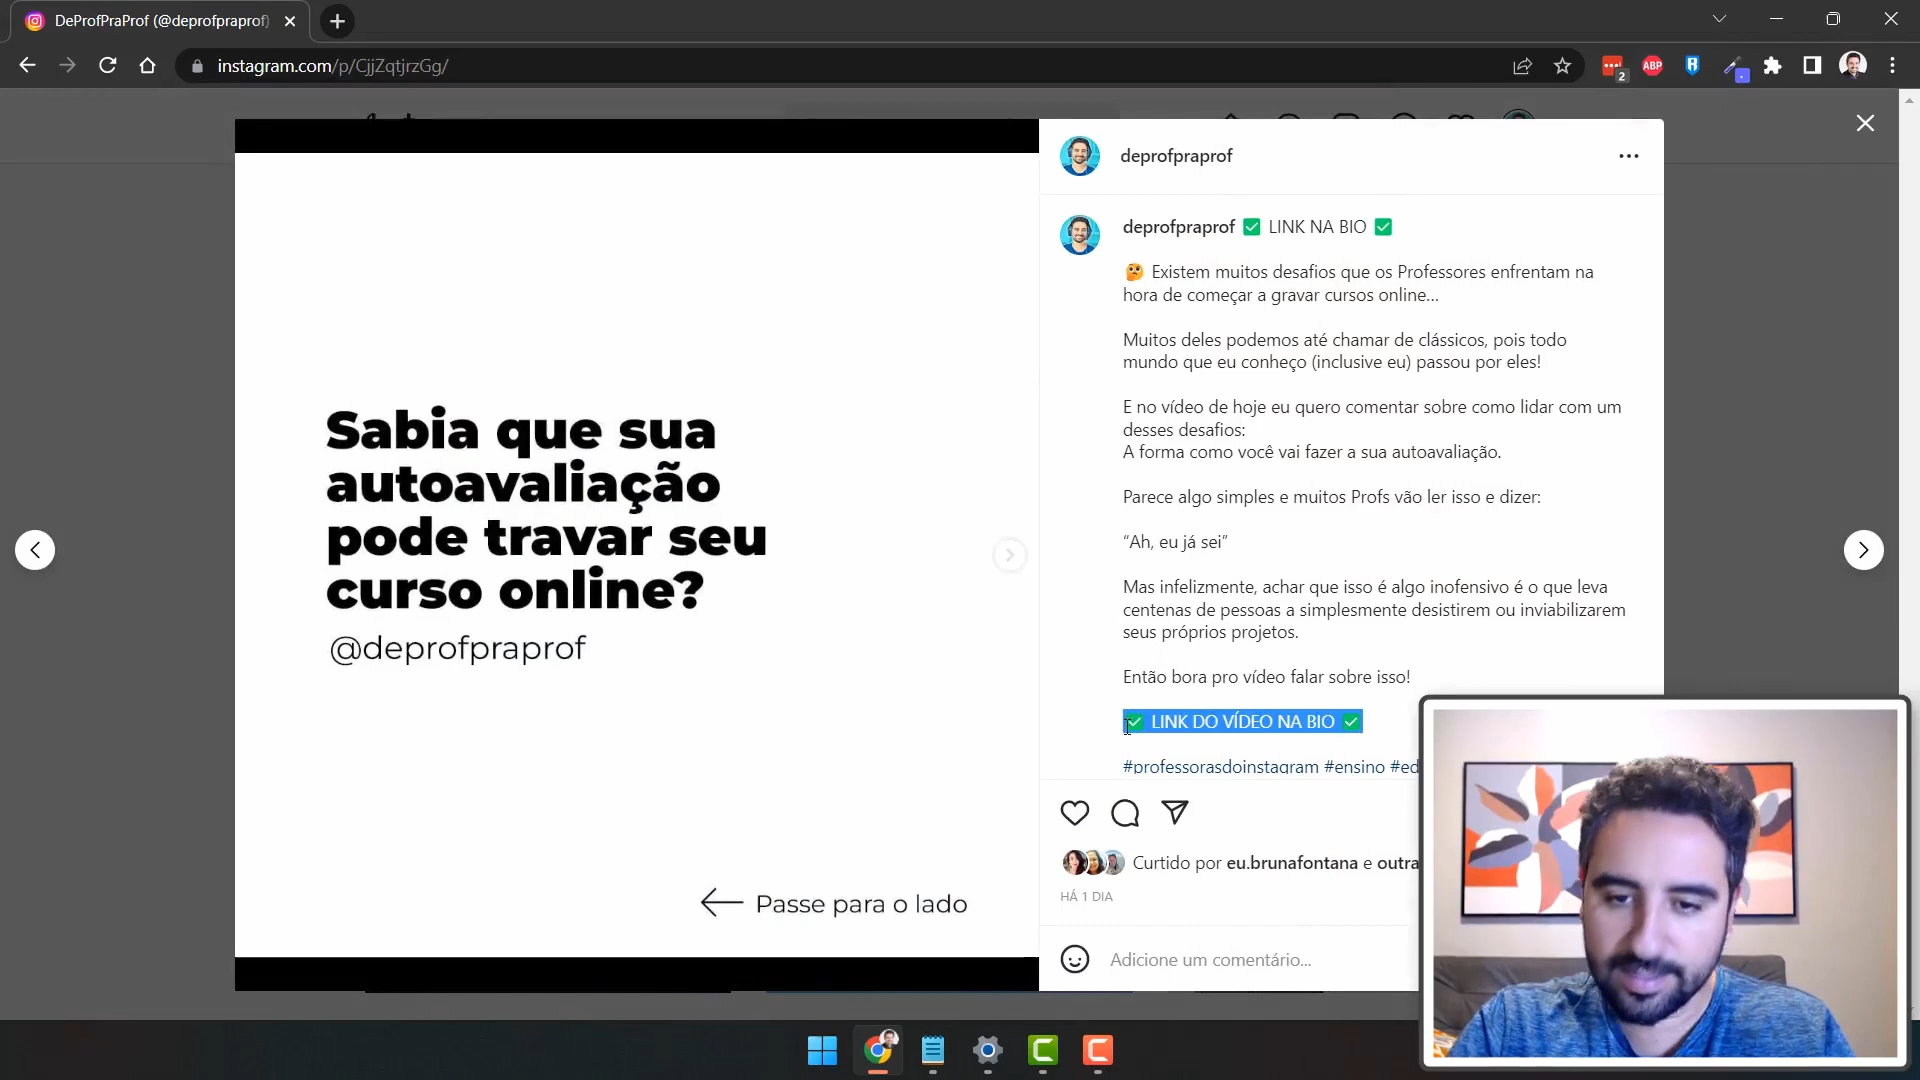 DeProfPraProf (@deprofpraprof)
instagram.com/p/CjjZqtjrzGg/
2
ABP
deprofpraprof
deprofpraprof ✅ LINK NA BIO ✅
🤔 Existem muitos desafios que os Professores enfrentam na
hora de começar a gravar cursos online...
Muitos deles podemos até chamar de clássicos, pois todo
mundo que eu conheço (inclusive eu) passou por eles!
E no vídeo de hoje eu quero comentar sobre como lidar com um
desses desafios:
A forma como você vai fazer a sua autoavaliação.
Parece algo simples e muitos Profs vão ler isso e dizer:
“Ah, eu já sei”
Mas infelizmente, achar que isso é algo inofensivo é o que leva
centenas de pessoas a simplesmente desistirem ou inviabilizarem
seus próprios projetos.
Então bora pro vídeo falar sobre isso!
✅ LINK DO VÍDEO NA BIO ✅
#professorasdoinstagram #ensino #ed
Curtido por eu.brunafontana e outra
HÁ 1 DIA
Adicione um comentário...
Sabia que sua
autoavaliação
pode travar seu
curso online?
@deprofpraprof
Passe para o lado